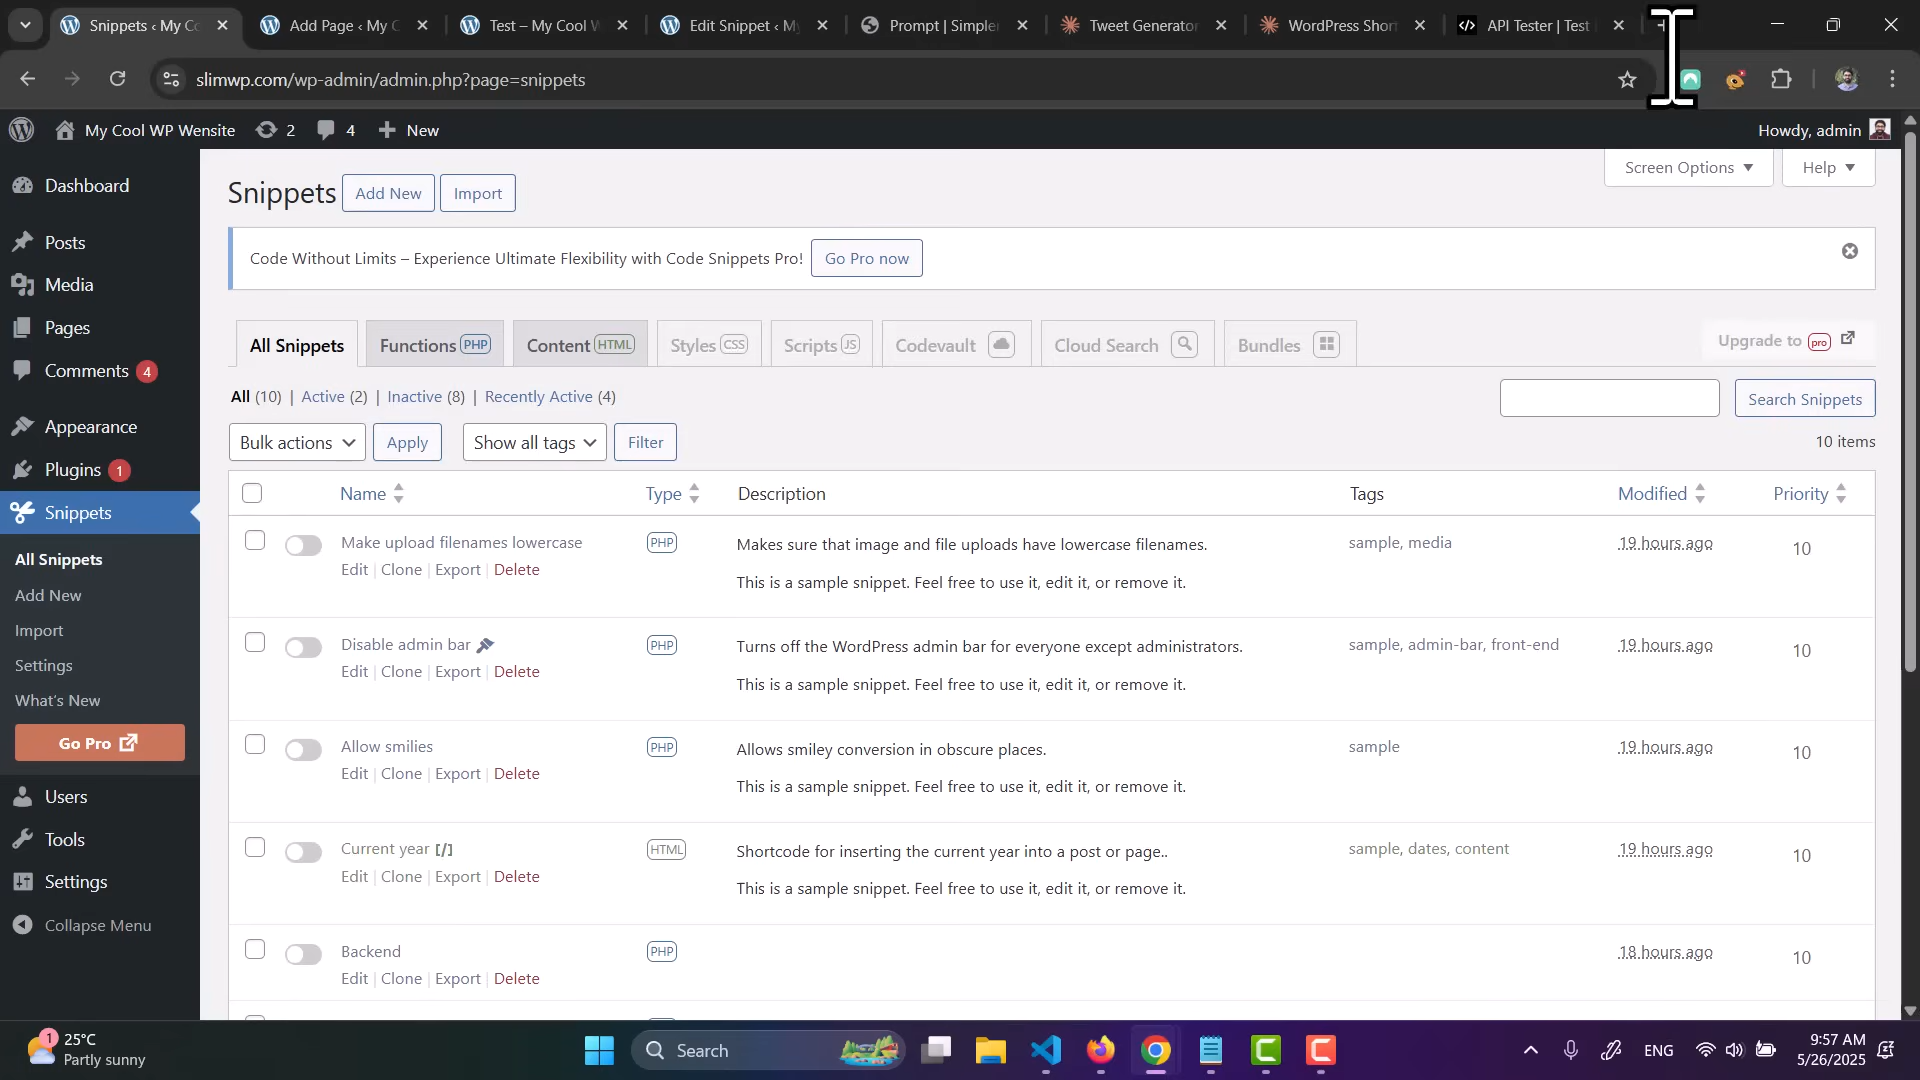 Snippets ‹ My Co
Add Page ‹ My C
Test – My Cool W
Edit Snippet ‹ My
Prompt | Simple
Tweet Generator
WordPress Shor
API Tester | Test
slimwp.com/wp-admin/admin.php?page=snippets
My Cool WP Wensite
2
4
New
Howdy, admin
Dashboard
Posts
Media
Pages
Comments 4
Appearance
Plugins 1
Snippets
All Snippets
Add New
Import
Settings
What's New
Go Pro
Users
Tools
Settings
Collapse Menu
Snippets
Add New
Import
Screen Options
Help
Code Without Limits – Experience Ultimate Flexibility with Code Snippets Pro!
Go Pro now
All Snippets
Functions PHP
Content HTML
Styles CSS
Scripts JS
Codevault
Cloud Search
Bundles
Upgrade to pro
All (10) | Active (2) | Inactive (8) | Recently Active (4)
Search Snippets
Bulk actions
Apply
Show all tags
Filter
10 items
Name
Type
Description
Tags
Modified
Priority
Make upload filenames lowercase
PHP
Makes sure that image and file uploads have lowercase filenames.
sample, media
19 hours ago
10
Edit | Clone | Export | Delete
This is a sample snippet. Feel free to use it, edit it, or remove it.
Disable admin bar
PHP
Turns off the WordPress admin bar for everyone except administrators.
sample, admin-bar, front-end
19 hours ago
10
Edit | Clone | Export | Delete
This is a sample snippet. Feel free to use it, edit it, or remove it.
Allow smilies
PHP
Allows smiley conversion in obscure places.
sample
19 hours ago
10
Edit | Clone | Export | Delete
This is a sample snippet. Feel free to use it, edit it, or remove it.
Current year [/]
HTML
Shortcode for inserting the current year into a post or page..
sample, dates, content
19 hours ago
10
Edit | Clone | Export | Delete
This is a sample snippet. Feel free to use it, edit it, or remove it.
Backend
PHP
18 hours ago
10
Edit | Clone | Export | Delete
1
25°C
Partly sunny
Search
ENG
9:57 AM
5/26/2025